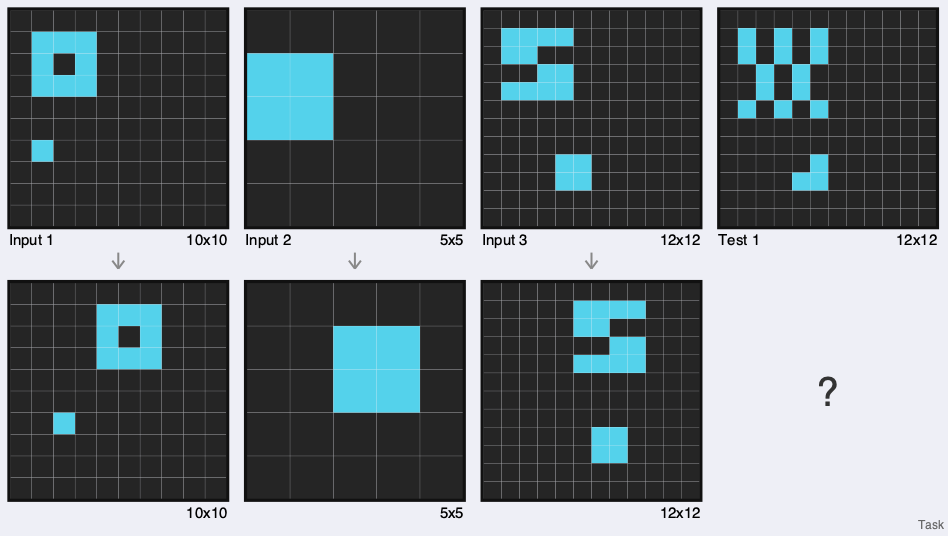 Input 1 10x10
Input 2 5x5
Input 3 12x12
Test 1 12x12
↓ ↓ ↓
?
10x10
5x5
12x12
Task